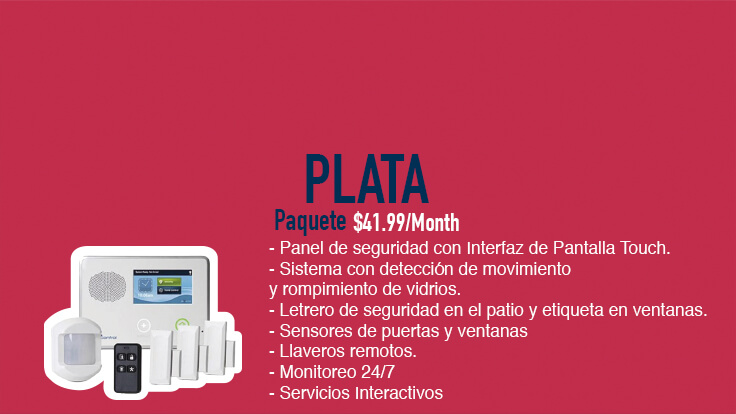 PLATA
Paquete $41.99/Month
- Panel de seguridad con Interfaz de Pantalla Touch.
- Sistema con detección de movimiento
y rompimiento de vidrios.
- Letrero de seguridad en el patio y etiqueta en ventanas.
- Sensores de puertas y ventanas
- Llaveros remotos.
- Monitoreo 24/7
- Servicios Interactivos